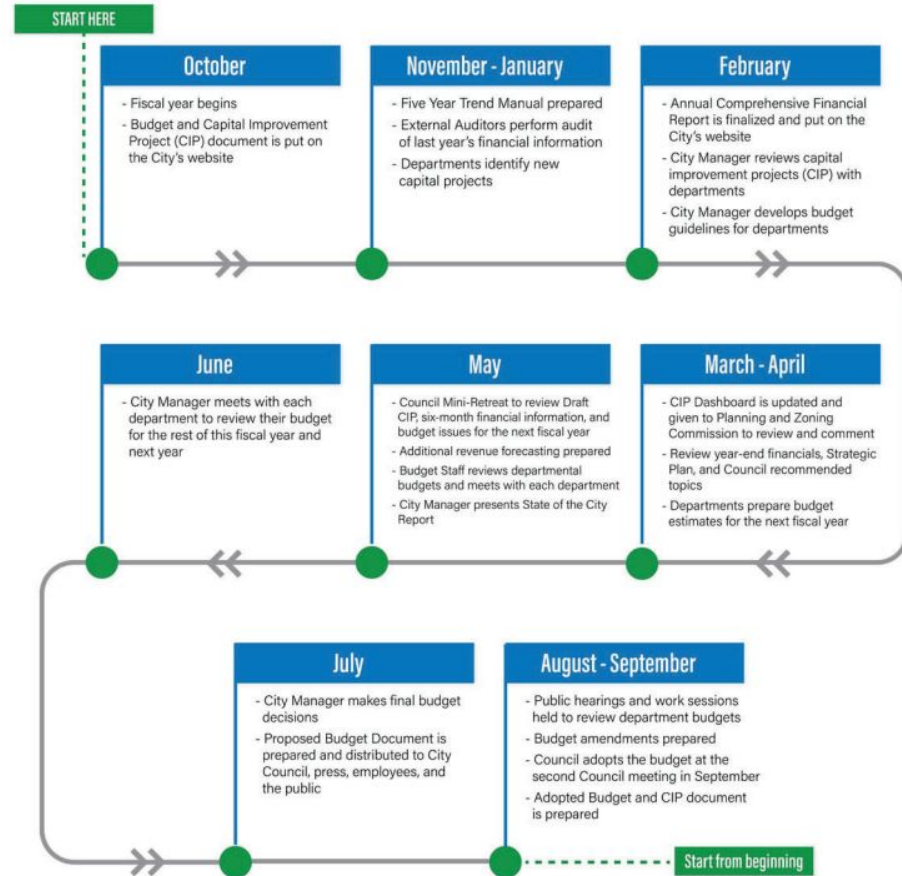 START HERE
October
- Fiscal year begins
- Budget and Capital Improvement
Project (CIP) document is put on
the City's website
November - January
- Five Year Trend Manual prepared
- External Auditors perform audit
of last year's financial information
- Departments identify new
capital projects
February
- Annual Comprehensive Financial
Report is finalized and put on the
City's website
- City Manager reviews capital
improvement projects (CIP) with
departments
- City Manager develops budget
guidelines for departments
March - April
- CIP Dashboard is updated and
given to Planning and Zoning
Commission to review and comment
- Review year-end financials, Strategic
Plan, and Council recommended
topics
- Departments prepare budget
estimates for the next fiscal year
May
- Council Mini-Retreat to review Draft
CIP, six-month financial information, and
budget issues for the next fiscal year
- Additional revenue forecasting prepared
- Budget Staff reviews departmental
budgets and meets with each department
- City Manager presents State of the City
Report
June
- City Manager meets with each
department to review their budget
for the rest of this fiscal year and
next year
July
- City Manager makes final budget
decisions
- Proposed Budget Document is
prepared and distributed to City
Council, press, employees, and
the public
August - September
- Public hearings and work sessions
held to review department budgets
- Budget amendments prepared
- Council adopts the budget at the
second Council meeting in September
- Adopted Budget and CIP document
is prepared
Start from beginning